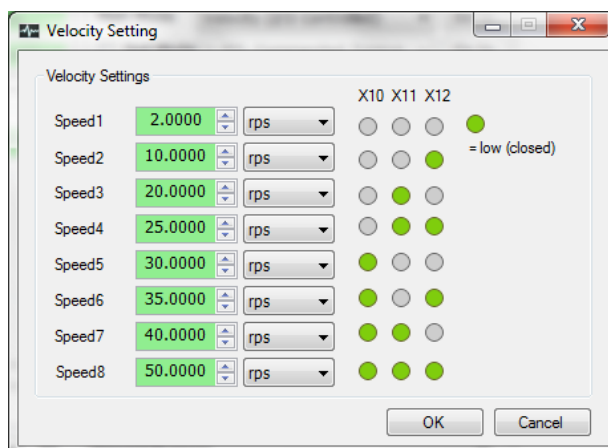 Velocity Setting
Velocity Settings
X10 X11 X12
Speed1 2.0000 rps
= low (closed)
Speed2 10.0000 rps
Speed3 20.0000 rps
Speed4 25.0000 rps
Speed5 30.0000 rps
Speed6 35.0000 rps
Speed7 40.0000 rps
Speed8 50.0000 rps
OK Cancel